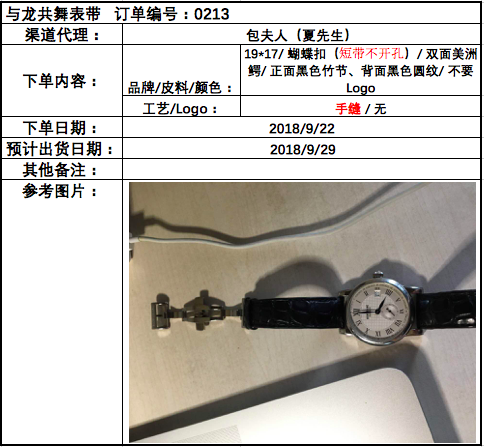 与龙共舞表带 订单编号：0213
渠道代理： 包夫人（夏先生）
下单内容： 品牌/皮料/颜色： 19*17/ 蝴蝶扣（短带不开孔）/ 双面美洲
鳄/ 正面黑色竹节、背面黑色圆纹/ 不要
Logo
工艺/Logo： 手缝 / 无
下单日期： 2018/9/22
预计出货日期： 2018/9/29
其他备注：
参考图片：